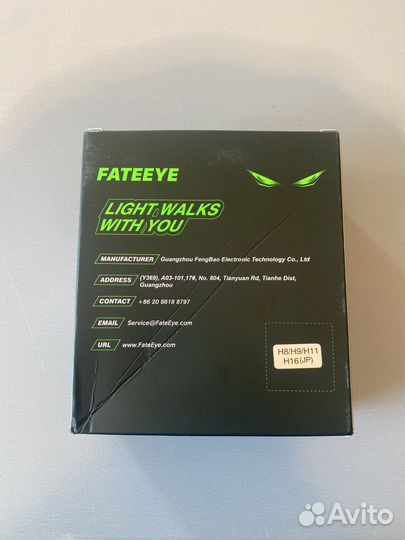 FATEEYE
LIGHT WALKS
WITH YOU
MANUFACTURER Guangzhou FengBao Electronic Technology Co., Ltd
ADDRESS (Y369), A03-101,17#, No. 804, Tianyuan Rd, Tianhe Dist,
Guangzhou
CONTACT +86 20 8618 8797
EMAIL Service@FateEye.com
URL www.FateEye.com
H8/H9/H11
H16(JP)
Avito